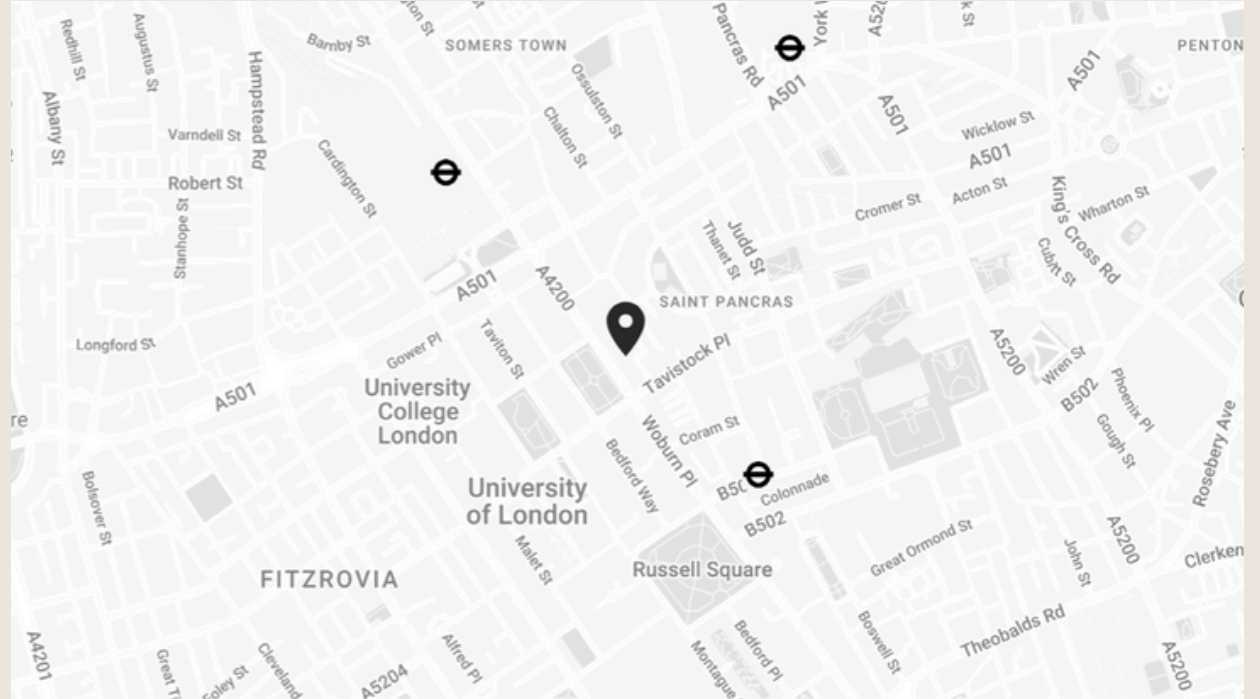 Redhill St
Augustus St
Barnby St
SOMERS TOWN
Pancras Rd
PENTON
Hampstead Rd
Albany St
Ossulston St
A501
A501
A501
Varndell St
Chalton St
Wicklow St
Cardington St
A501
Robert St
Acton St
Stanhope St
Cromer St
King's Cross Rd
Wharton St
Judd St
Thanet St
Cubitt St
A501
A4200
SAINT PANCRAS
Longford St
Gower Pl
Taviton St
Tavistock Pl
A5200
Wren St
A501
University
College
London
B502
Phoenix Pl
Coram St
Woburn Pl
Gough St
Rosebery Ave
Bedford Way
Bolsover St
University
of London
Colonnade
B502
Great Ormond St
A5200
Malet St
John St
Clerken
Russell Square
FITZROVIA
Theobalds Rd
Boswell St
Bedford Pl
Montague
A4201
Alfred Pl
Foley St
Cleveland
A5204
A5200